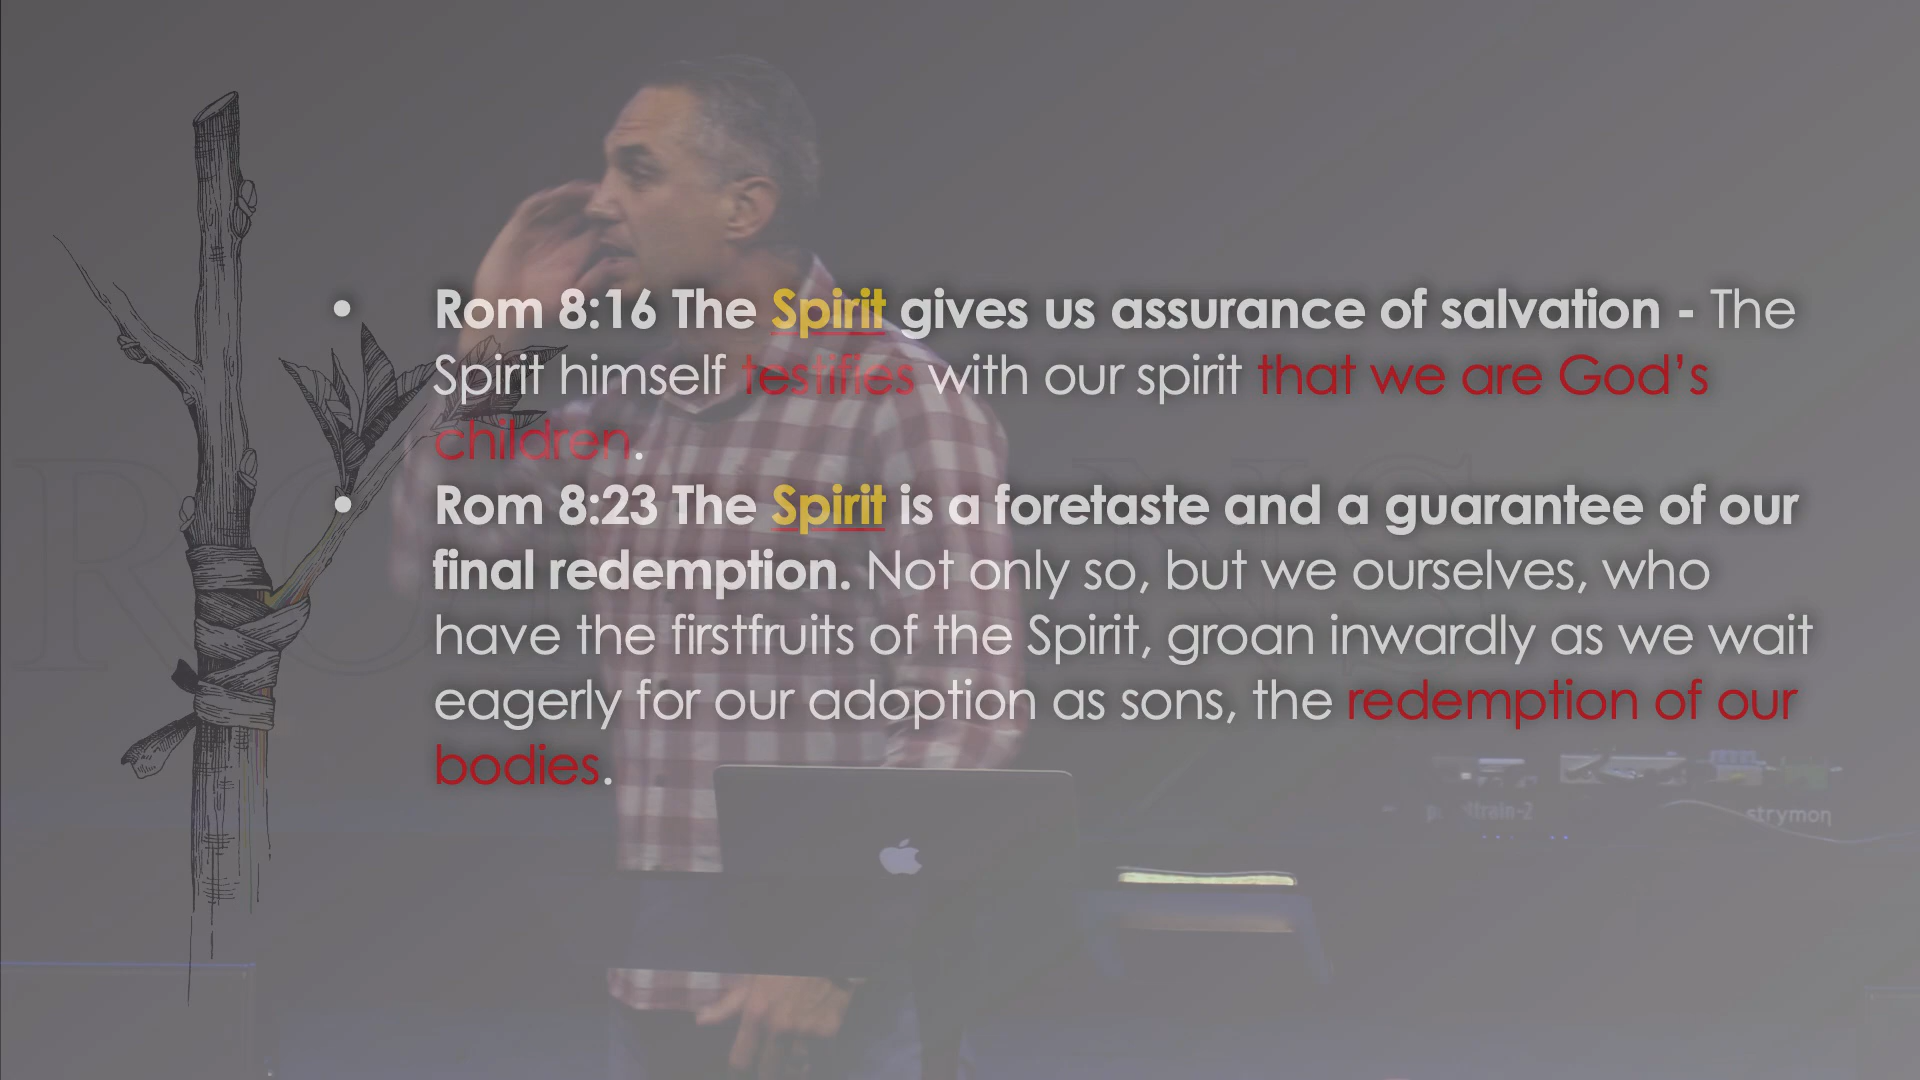 • Rom 8:16 The Spirit gives us assurance of salvation - The
Spirit himself testifies with our spirit that we are God’s
children.
• Rom 8:23 The Spirit is a foretaste and a guarantee of our
final redemption. Not only so, but we ourselves, who
have the firstfruits of the Spirit, groan inwardly as we wait
eagerly for our adoption as sons, the redemption of our
bodies.
strymon